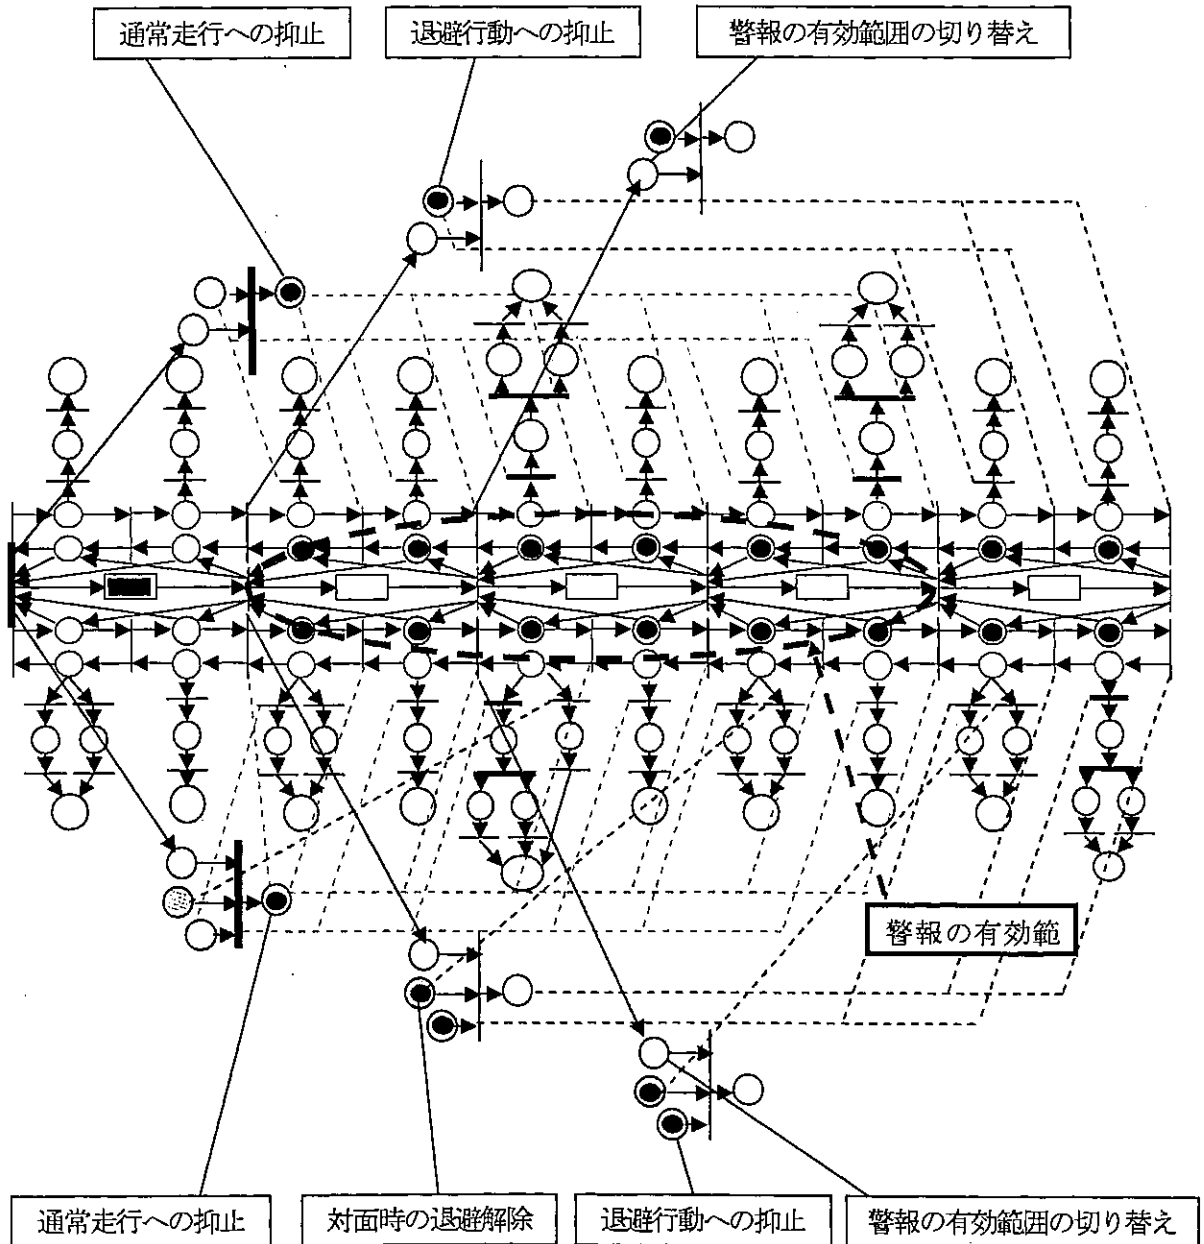 通常走行への抑止
退避行動への抑止
警報の有効範囲の切り替え
警報の有効範
通常走行への抑止
対面時の退避解除
退避行動への抑止
警報の有効範囲の切り替え